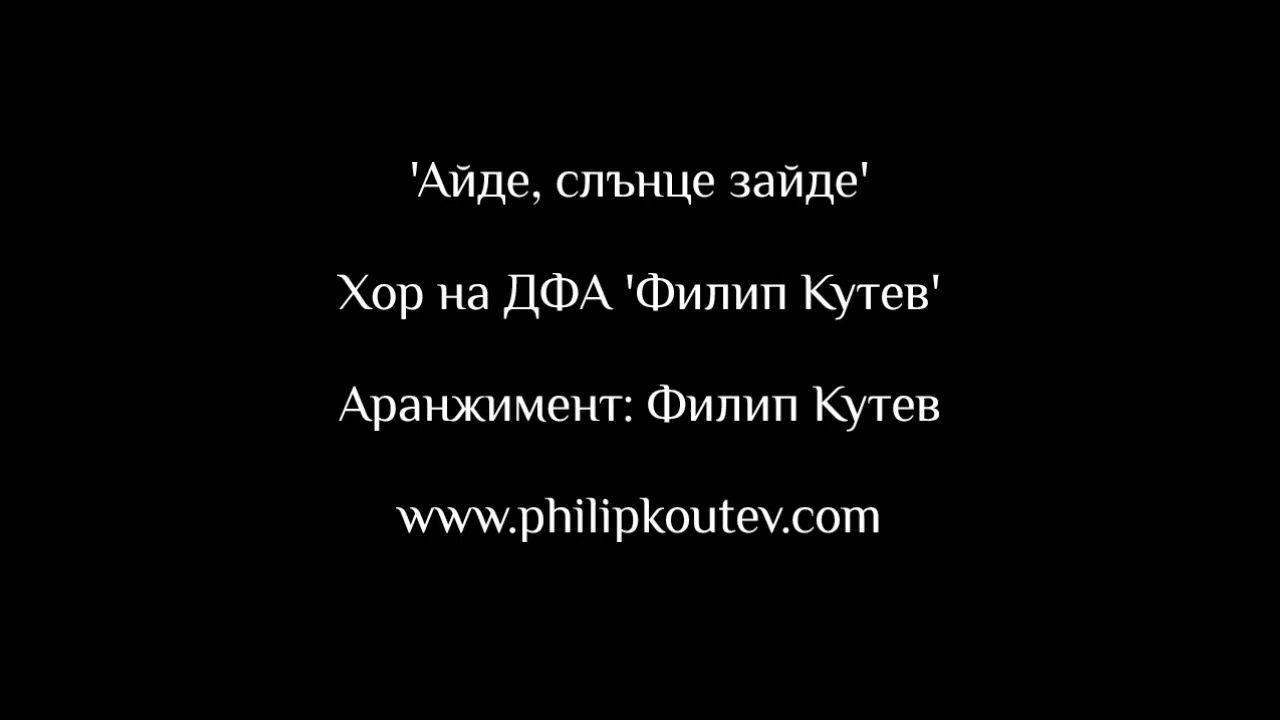 'Айде, слънце зайде'
Хор на ДФА 'Филип Кутев'
Аранжимент: Филип Кутев
www.philipkoutev.com